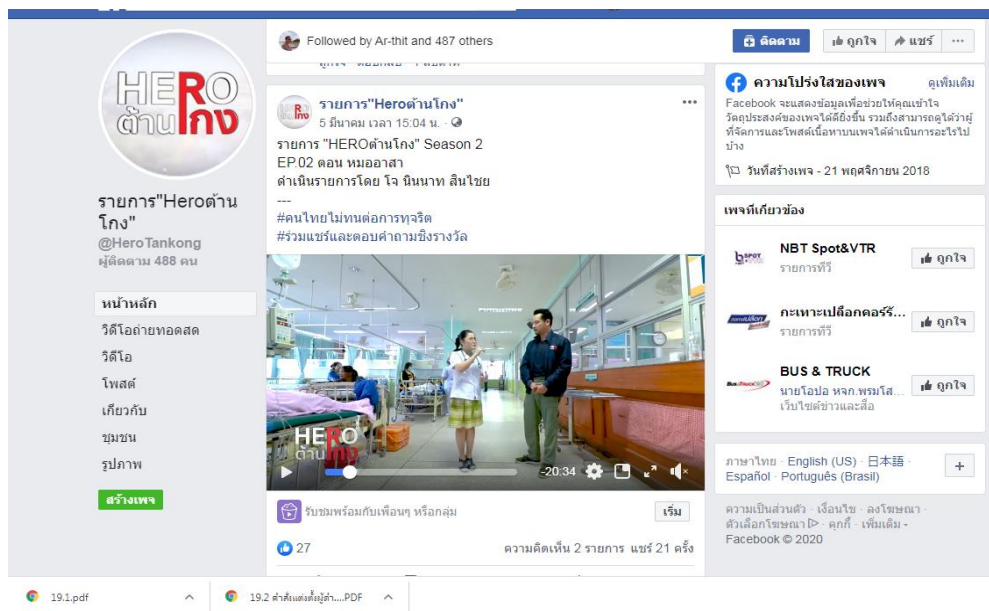 Followed by Ar-thit and 487 others
ติดตาม
ถูกใจ
แชร์
HERO
ต้านโกง
รายการ"Heroต้าน
โกง"
@HeroTankong
ผู้ติดตาม 488 คน
หน้าหลัก
วิดีโอถ่ายทอดสด
วิดีโอ
โพสต์
เกี่ยวกับ
ชุมชน
รูปภาพ
สร้างเพจ
รายการ"Heroต้านโกง"
5 มีนาคม เวลา 15:04 น. ·
รายการ "HEROต้านโกง" Season 2
EP.02 ตอน หมออาสา
ดำเนินรายการโดย โจ นินนาท สินไชย
---
#คนไทยไม่ทนต่อการทุจริต
#ร่วมแชร์และตอบคำถามชิงรางวัล
HERO
ต้านโกง
-20:34
รับชมพร้อมกับเพื่อนๆ หรือกลุ่ม
เริ่ม
27
ความคิดเห็น 2 รายการ แชร์ 21 ครั้ง
ความโปร่งใสของเพจ
ดูเพิ่มเติม
Facebook จะแสดงข้อมูลเพื่อช่วยให้คุณเข้าใจ
วัตถุประสงค์ของเพจได้ดียิ่งขึ้น รวมถึงสามารถดูได้ว่าผู้
ที่จัดการและโพสต์เนื้อหาบนเพจได้ดำเนินการอะไรไป
บ้าง
วันที่สร้างเพจ - 21 พฤศจิกายน 2018
เพจที่เกี่ยวข้อง
NBT Spot&VTR
รายการทีวี
ถูกใจ
กะเทาะเปลือกคอร์รั...
รายการทีวี
ถูกใจ
BUS & TRUCK
นายโอปอ หจก.พรมโส...
เว็บไซต์ข่าวและสื่อ
ถูกใจ
ภาษาไทย · English (US) · 日本語 ·
Español · Português (Brasil)
ความเป็นส่วนตัว · เงื่อนไข · ลงโฆษณา ·
ตัวเลือกโฆษณา · คุกกี้ · เพิ่มเติม
Facebook © 2020
19.1.pdf
19.2 คำสั่งแต่งตั้งผู้ดำ....PDF